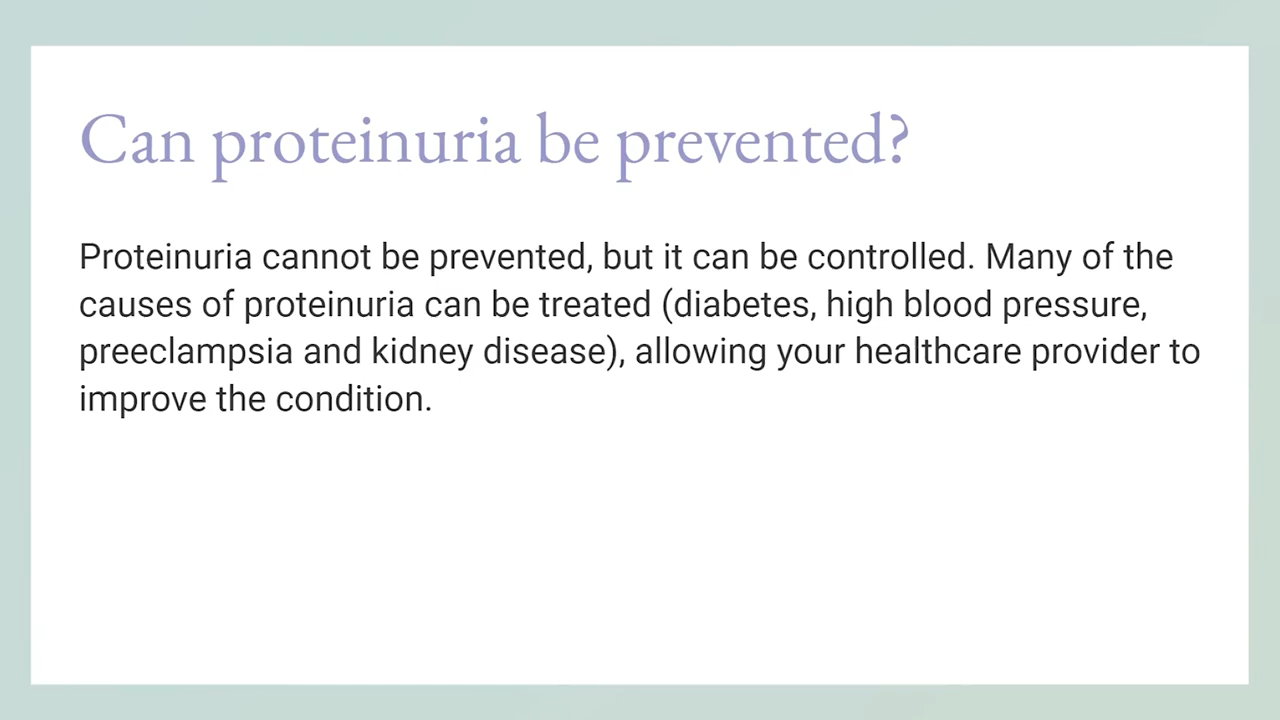 Can proteinuria be prevented?
Proteinuria cannot be prevented, but it can be controlled. Many of the
causes of proteinuria can be treated (diabetes, high blood pressure,
preeclampsia and kidney disease), allowing your healthcare provider to
improve the condition.